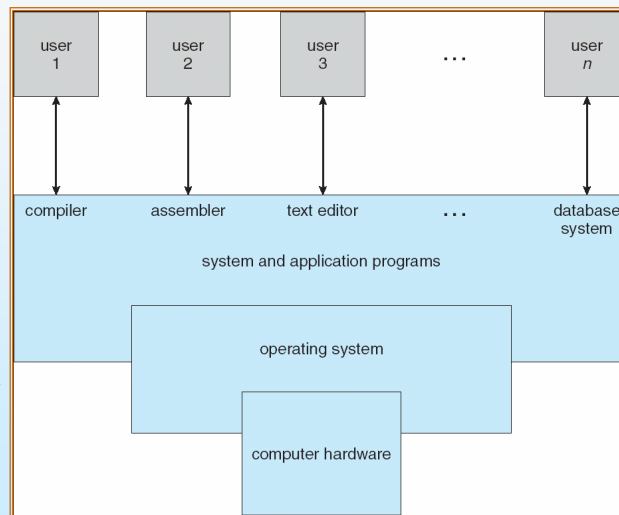 user
1
user
2
user
3
...
user
n
compiler
assembler
text editor
...
database
system
system and application programs
operating system
computer hardware